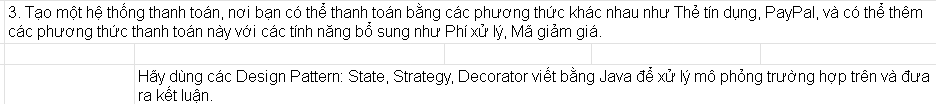 3. Tạo một hệ thống thanh toán, nơi bạn có thể thanh toán bằng các phương thức khác nhau như Thẻ tín dụng, PayPal, và có thể thêm
các phương thức thanh toán này với các tính năng bổ sung như Phí xử lý, Mã giảm giá.
Hãy dùng các Design Pattern: State, Strategy, Decorator viết bằng Java để xử lý mô phỏng trường hợp trên và đưa
ra kết luận.